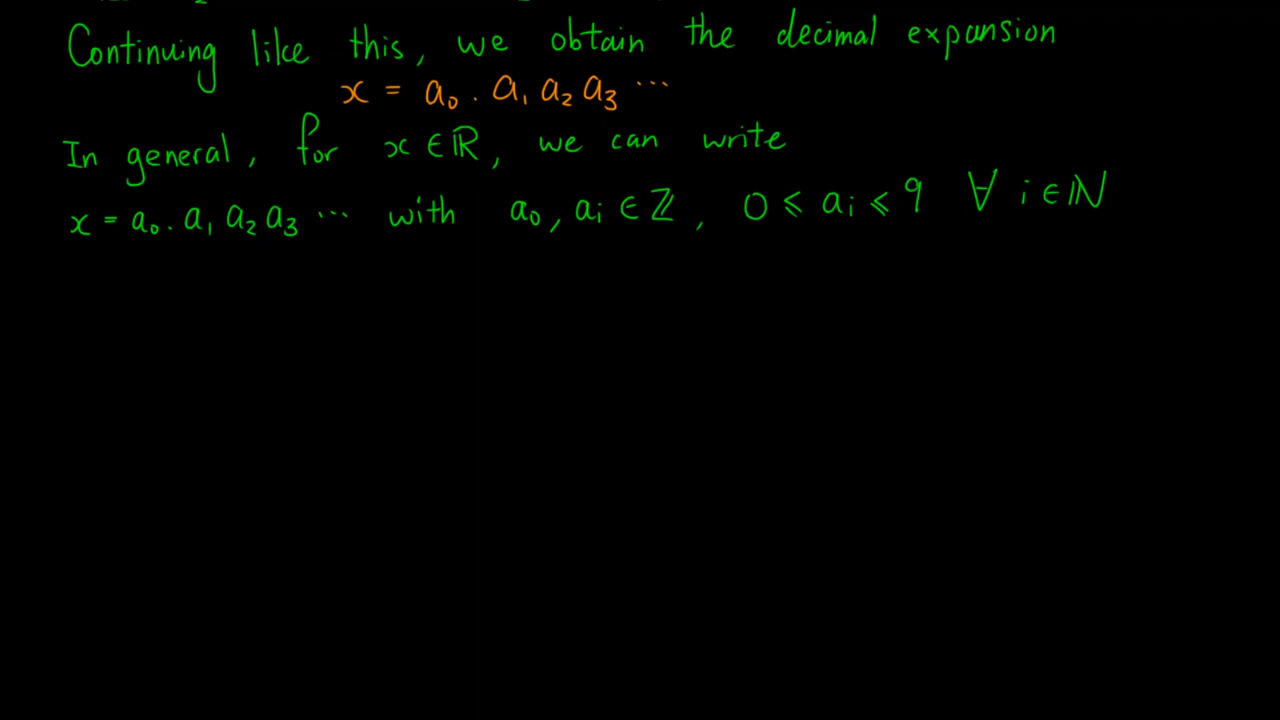 Continuing like this, we obtain the decimal expansion
x = a₀ . a₁ a₂ a₃ ⋯
In general, for x ∈ ℝ, we can write
x = a₀ . a₁ a₂ a₃ ⋯ with a₀, aᵢ ∈ ℤ, 0 ⩽ aᵢ ⩽ 9 ∀ i ∈ ℕ